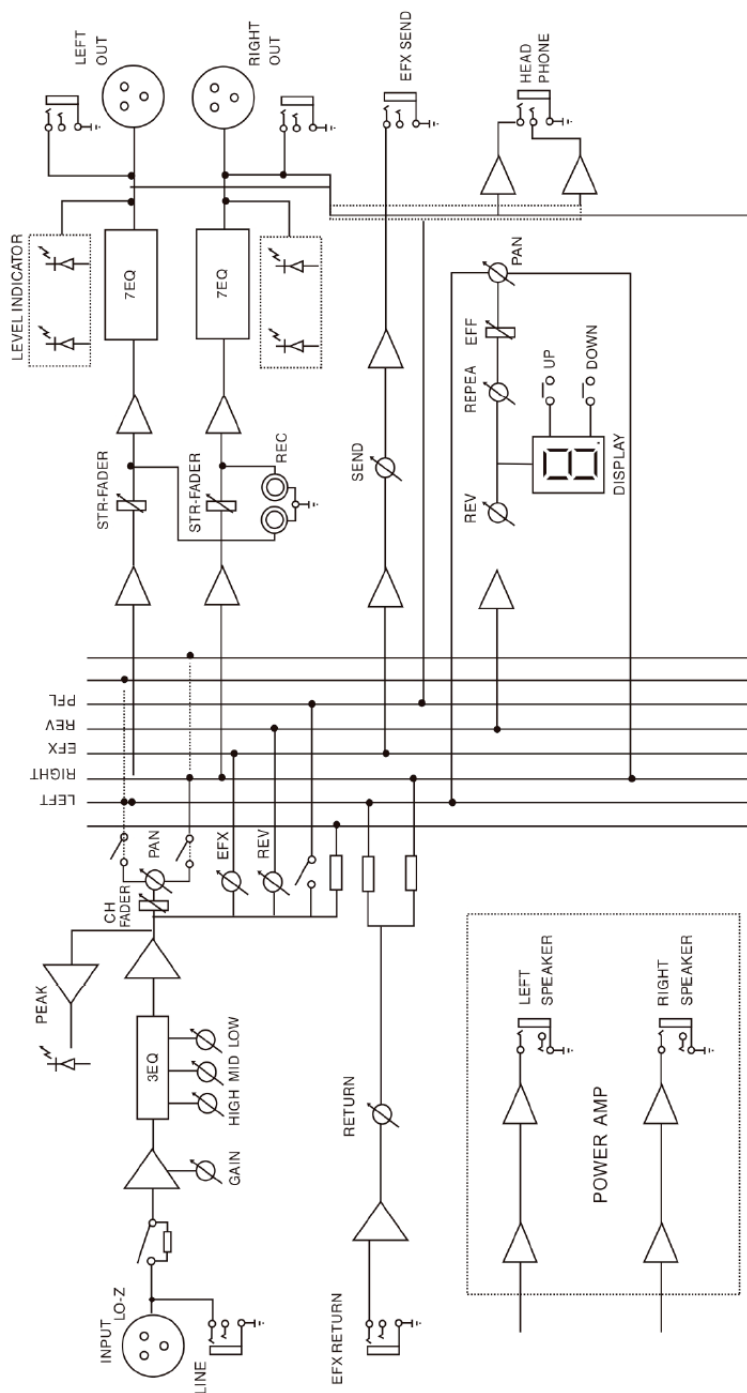 INPUT
LO-Z
LINE
GAIN
3EQ
HIGH MID LOW
PEAK
CH
FADER
PAN
EFX
REV
EFX RETURN
RETURN
LEFT
RIGHT
EFX
REV
PFL
STR-FADER
STR-FADER
REC
LEVEL INDICATOR
7EQ
7EQ
LEFT
OUT
RIGHT
OUT
SEND
EFX SEND
HEAD
PHONE
REV
REPEA
EFF
PAN
UP
DOWN
DISPLAY
POWER AMP
LEFT
SPEAKER
RIGHT
SPEAKER